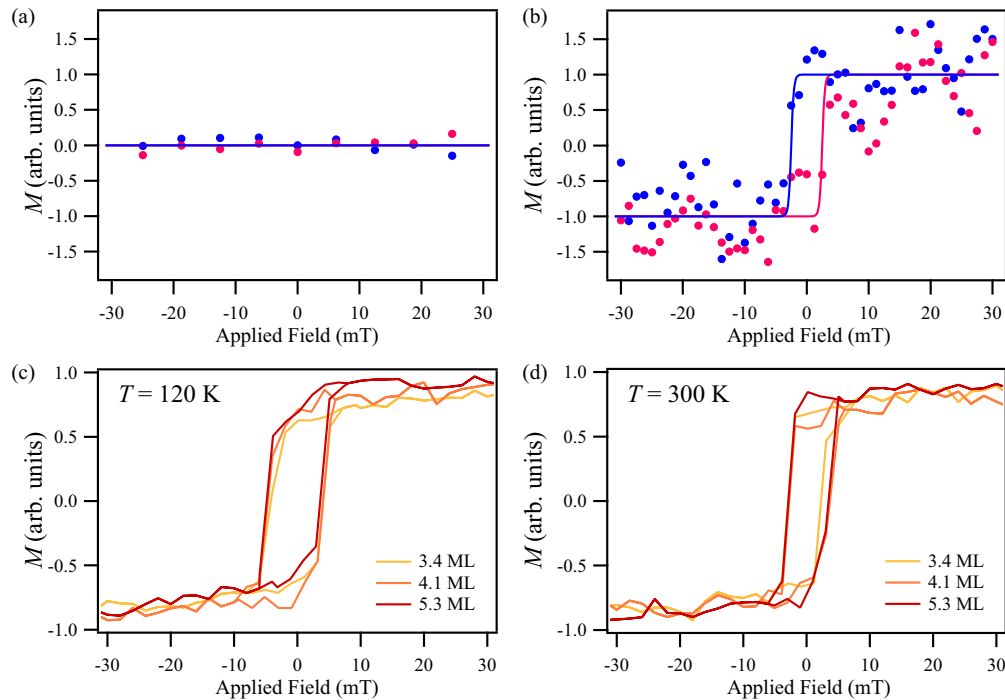 (a)
M (arb. units)
1.5
1.0
0.5
0.0
-0.5
-1.0
-1.5
-30 -20 -10 0 10 20 30
Applied Field (mT)
(b)
M (arb. units)
1.5
1.0
0.5
0.0
-0.5
-1.0
-1.5
-30 -20 -10 0 10 20 30
Applied Field (mT)
(c)
T = 120 K
M (arb. units)
1.0
0.5
0.0
-0.5
-1.0
3.4 ML
4.1 ML
5.3 ML
-30 -20 -10 0 10 20 30
Applied Field (mT)
(d)
T = 300 K
M (arb. units)
1.0
0.5
0.0
-0.5
-1.0
3.4 ML
4.1 ML
5.3 ML
-30 -20 -10 0 10 20 30
Applied Field (mT)